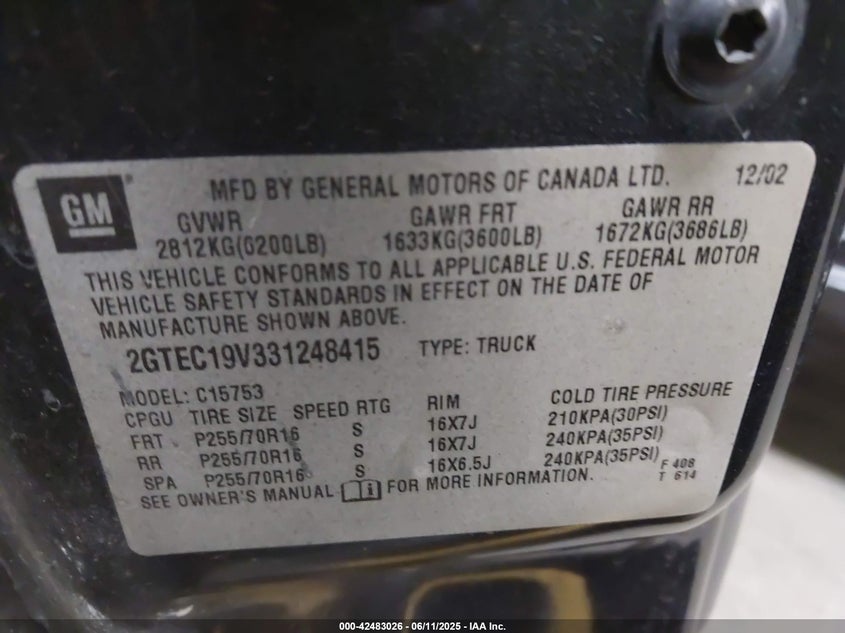 GM
MFD BY GENERAL MOTORS OF CANADA LTD. 12/02
GVWR GAWR FRT GAWR RR
2812KG(6200LB) 1633KG(3600LB) 1672KG(3686LB)
THIS VEHICLE CONFORMS TO ALL APPLICABLE U.S. FEDERAL MOTOR
VEHICLE SAFETY STANDARDS IN EFFECT ON THE DATE OF
MANUFACTURE SHOWN ABOVE.
2GTEC19V331248415 TYPE: TRUCK
MODEL: C15753
CPGU TIRE SIZE SPEED RTG RIM COLD TIRE PRESSURE
FRT P255/70R16 S 16X7J 210KPA(30PSI)
RR P255/70R16 S 16X7J 240KPA(35PSI)
SPA P255/70R16 S 16X6.5J 240KPA(35PSI)
SEE OWNER'S MANUAL FOR MORE INFORMATION.
F 408
T 614
000-42483026 - 06/11/2025 - IAA Inc.